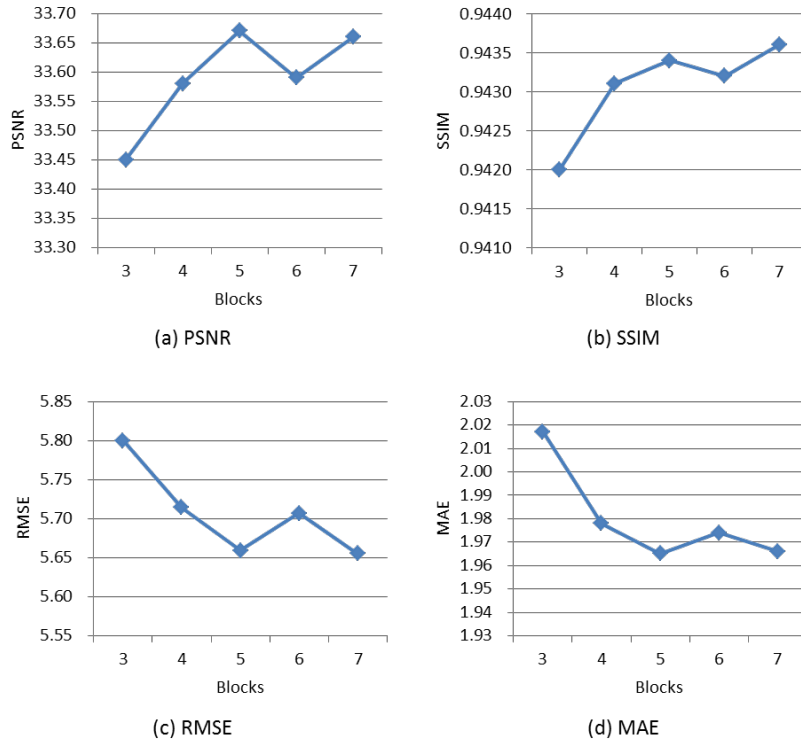 33.70
33.65
33.60
33.55
33.50
33.45
33.40
33.35
33.30
PSNR
3 4 5 6 7
Blocks
(a) PSNR
0.9440
0.9435
0.9430
0.9425
0.9420
0.9415
0.9410
SSIM
3 4 5 6 7
Blocks
(b) SSIM
5.85
5.80
5.75
5.70
5.65
5.60
5.55
RMSE
3 4 5 6 7
Blocks
(c) RMSE
2.03
2.02
2.01
2.00
1.99
1.98
1.97
1.96
1.95
1.94
1.93
MAE
3 4 5 6 7
Blocks
(d) MAE